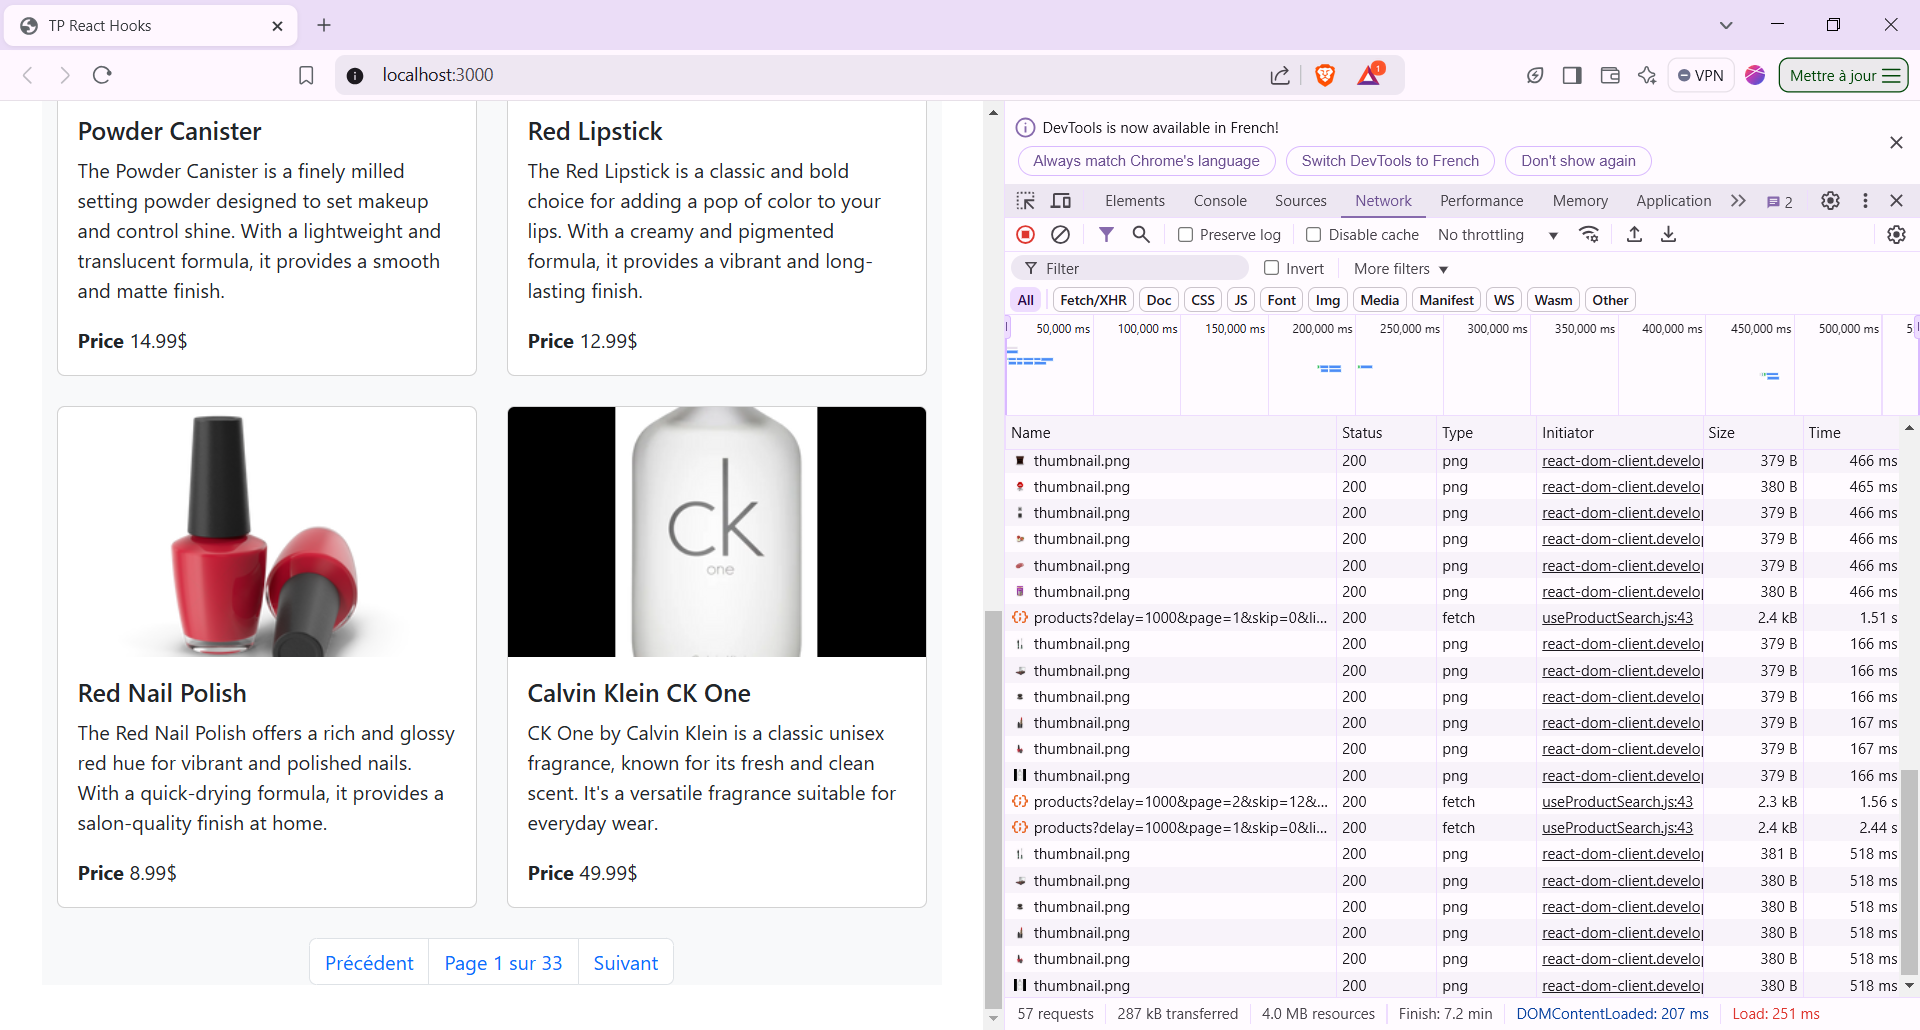 TP React Hooks
localhost:3000
1
VPN
Mettre à jour
Powder Canister
The Powder Canister is a finely milled
setting powder designed to set makeup
and control shine. With a lightweight and
translucent formula, it provides a smooth
and matte finish.
Price 14.99$
Red Lipstick
The Red Lipstick is a classic and bold
choice for adding a pop of color to your
lips. With a creamy and pigmented
formula, it provides a vibrant and long-
lasting finish.
Price 12.99$
Red Nail Polish
The Red Nail Polish offers a rich and glossy
red hue for vibrant and polished nails.
With a quick-drying formula, it provides a
salon-quality finish at home.
Price 8.99$
ck
one
Calvin Klein CK One
CK One by Calvin Klein is a classic unisex
fragrance, known for its fresh and clean
scent. It's a versatile fragrance suitable for
everyday wear.
Price 49.99$
Précédent Page 1 sur 33 Suivant
DevTools is now available in French!
Always match Chrome's language Switch DevTools to French Don't show again
Elements Console Sources Network Performance Memory Application 2
Preserve log Disable cache No throttling
Filter Invert More filters
All Fetch/XHR Doc CSS JS Font Img Media Manifest WS Wasm Other
50,000 ms 100,000 ms 150,000 ms 200,000 ms 250,000 ms 300,000 ms 350,000 ms 400,000 ms 450,000 ms 500,000 ms 5
Name Status Type Initiator Size Time
thumbnail.png 200 png react-dom-client.develop 379 B 466 ms
thumbnail.png 200 png react-dom-client.develop 380 B 465 ms
thumbnail.png 200 png react-dom-client.develop 379 B 466 ms
thumbnail.png 200 png react-dom-client.develop 379 B 466 ms
thumbnail.png 200 png react-dom-client.develop 379 B 466 ms
thumbnail.png 200 png react-dom-client.develop 380 B 466 ms
products?delay=1000&page=1&skip=0&li... 200 fetch useProductSearch.js:43 2.4 kB 1.51 s
thumbnail.png 200 png react-dom-client.develop 379 B 166 ms
thumbnail.png 200 png react-dom-client.develop 379 B 166 ms
thumbnail.png 200 png react-dom-client.develop 379 B 166 ms
thumbnail.png 200 png react-dom-client.develop 379 B 167 ms
thumbnail.png 200 png react-dom-client.develop 379 B 167 ms
thumbnail.png 200 png react-dom-client.develop 379 B 166 ms
products?delay=1000&page=2&skip=12&... 200 fetch useProductSearch.js:43 2.3 kB 1.56 s
products?delay=1000&page=1&skip=0&li... 200 fetch useProductSearch.js:43 2.4 kB 2.44 s
thumbnail.png 200 png react-dom-client.develop 381 B 518 ms
thumbnail.png 200 png react-dom-client.develop 380 B 518 ms
thumbnail.png 200 png react-dom-client.develop 380 B 518 ms
thumbnail.png 200 png react-dom-client.develop 380 B 518 ms
thumbnail.png 200 png react-dom-client.develop 380 B 518 ms
thumbnail.png 200 png react-dom-client.develop 380 B 518 ms
57 requests 287 kB transferred 4.0 MB resources Finish: 7.2 min DOMContentLoaded: 207 ms Load: 251 ms